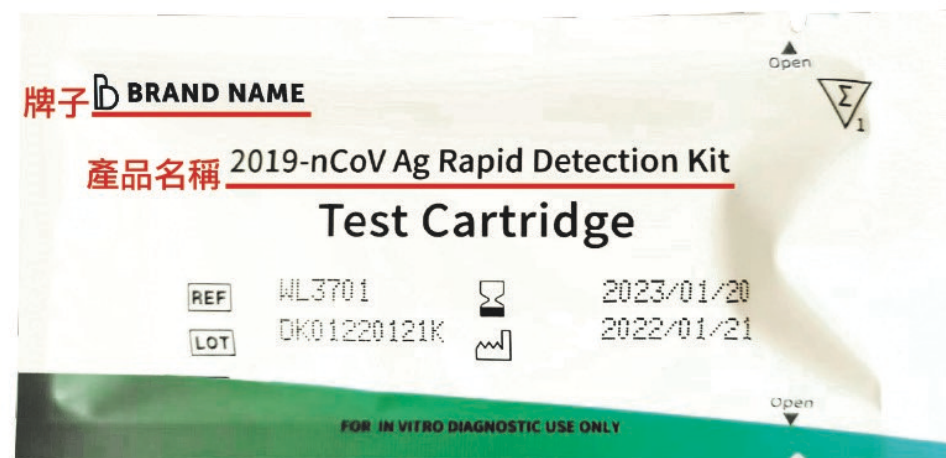 Open
牌子 BRAND NAME
Σ
1
產品名稱 2019-nCoV Ag Rapid Detection Kit
Test Cartridge
REF WL3701 2023/01/20
LOT DK01220121K 2022/01/21
Open
FOR IN VITRO DIAGNOSTIC USE ONLY